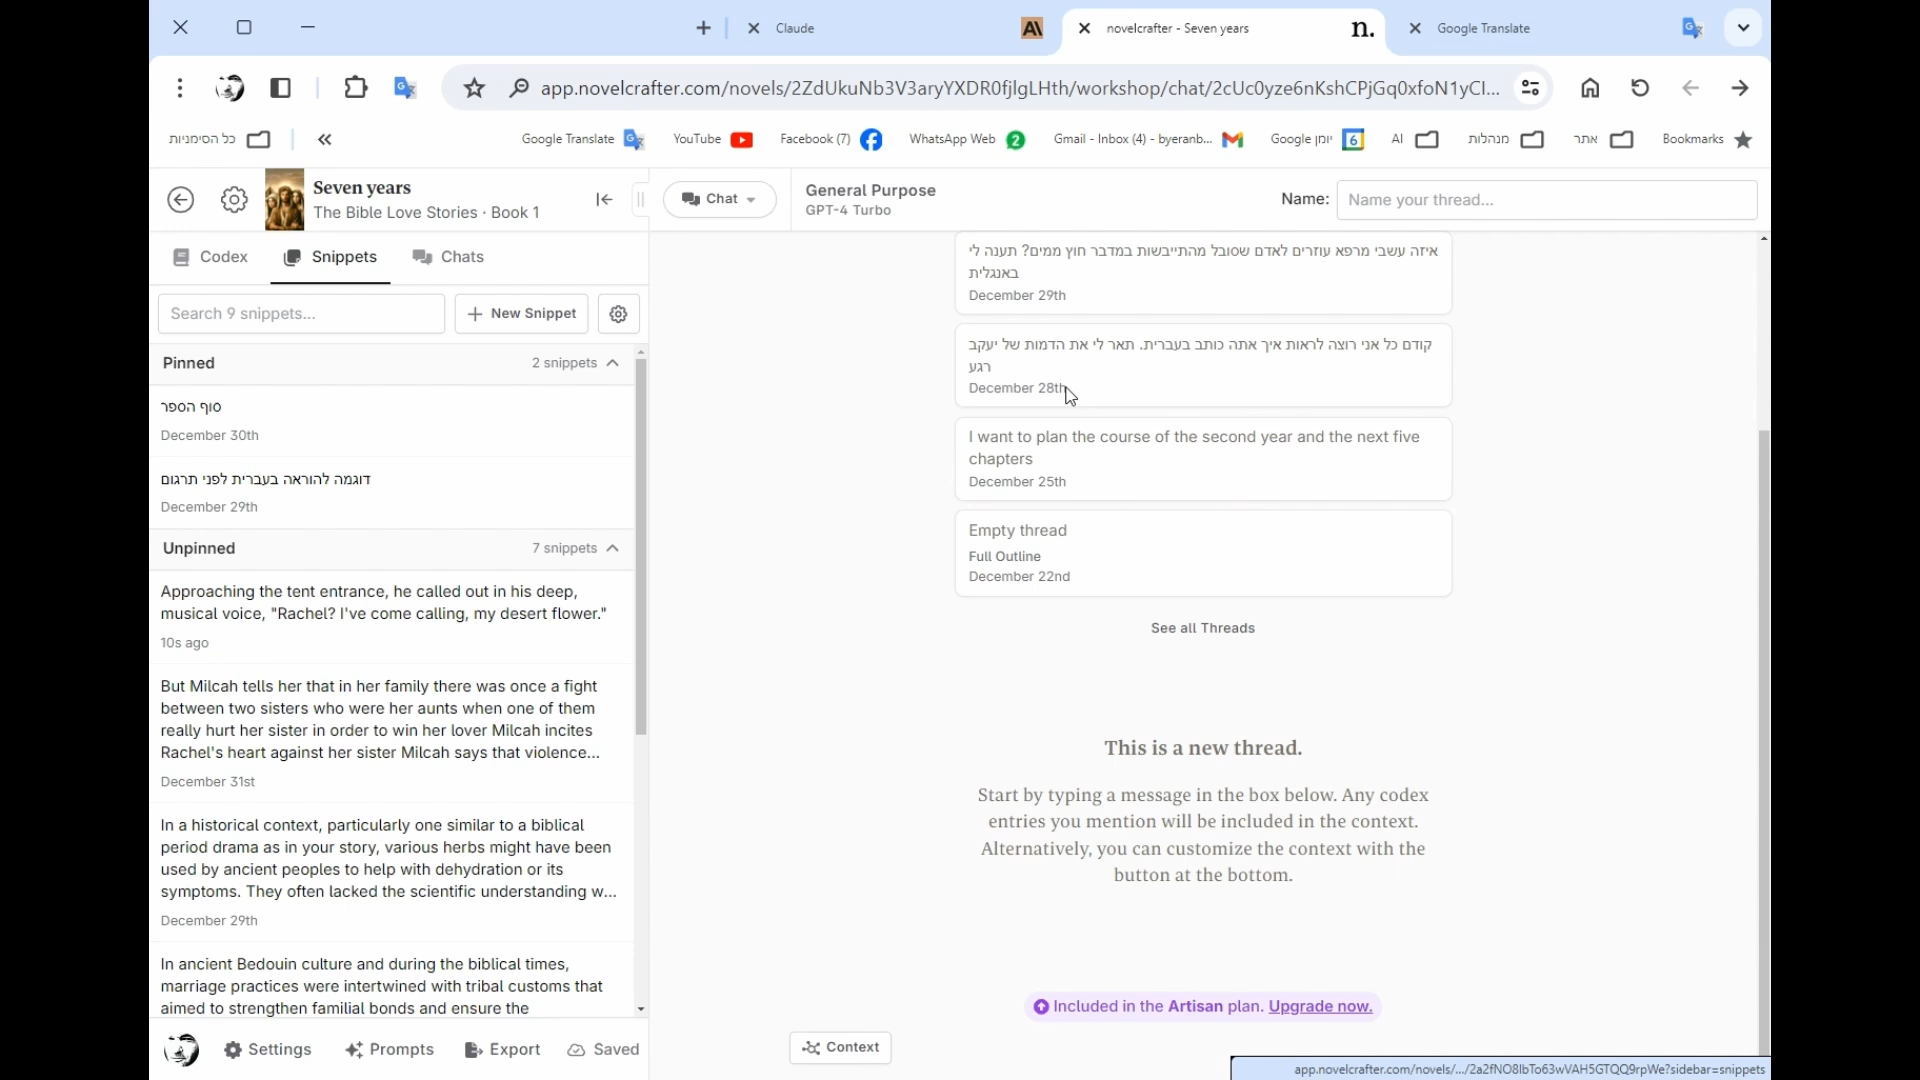 Claude
novelcrafter - Seven years
n.
Google Translate
app.novelcrafter.com/novels/2ZdUkuNb3V3aryYXDR0fjlgLHth/workshop/chat/2cUc0yze6nKshCPjGq0xfoN1yCI...
כל הסימניות
Google Translate
YouTube
Facebook (7)
WhatsApp Web
2
Gmail - Inbox (4) - byeranb...
יומן Google
6
AI
מנהלות
אתר
Bookmarks
Seven years
The Bible Love Stories · Book 1
Chat
General Purpose
GPT-4 Turbo
Name:
Name your thread...
Codex
Snippets
Chats
Search 9 snippets...
New Snippet
Pinned
2 snippets
סוף הספר
December 30th
דוגמה להוראה בעברית לפני תרגום
December 29th
Unpinned
7 snippets
Approaching the tent entrance, he called out in his deep,
musical voice, "Rachel? I've come calling, my desert flower."
10s ago
But Milcah tells her that in her family there was once a fight
between two sisters who were her aunts when one of them
really hurt her sister in order to win her lover Milcah incites
Rachel's heart against her sister Milcah says that violence...
December 31st
In a historical context, particularly one similar to a biblical
period drama as in your story, various herbs might have been
used by ancient peoples to help with dehydration or its
symptoms. They often lacked the scientific understanding w...
December 29th
In ancient Bedouin culture and during the biblical times,
marriage practices were intertwined with tribal customs that
aimed to strengthen familial bonds and ensure the
Settings
Prompts
Export
Saved
איזה עשבי מרפא עוזרים לאדם שסובל מהתייבשות במדבר חוץ ממים? תענה לי
באנגלית
December 29th
קודם כל אני רוצה לראות איך אתה כותב בעברית. תאר לי את הדמות של יעקב
רגע
December 28th
I want to plan the course of the second year and the next five
chapters
December 25th
Empty thread
Full Outline
December 22nd
See all Threads
This is a new thread.
Start by typing a message in the box below. Any codex
entries you mention will be included in the context.
Alternatively, you can customize the context with the
button at the bottom.
Included in the Artisan plan. Upgrade now.
Context
app.novelcrafter.com/novels/.../2a2fNO8IbTo63wVAH5GTQQ9rpWe?sidebar=snippets